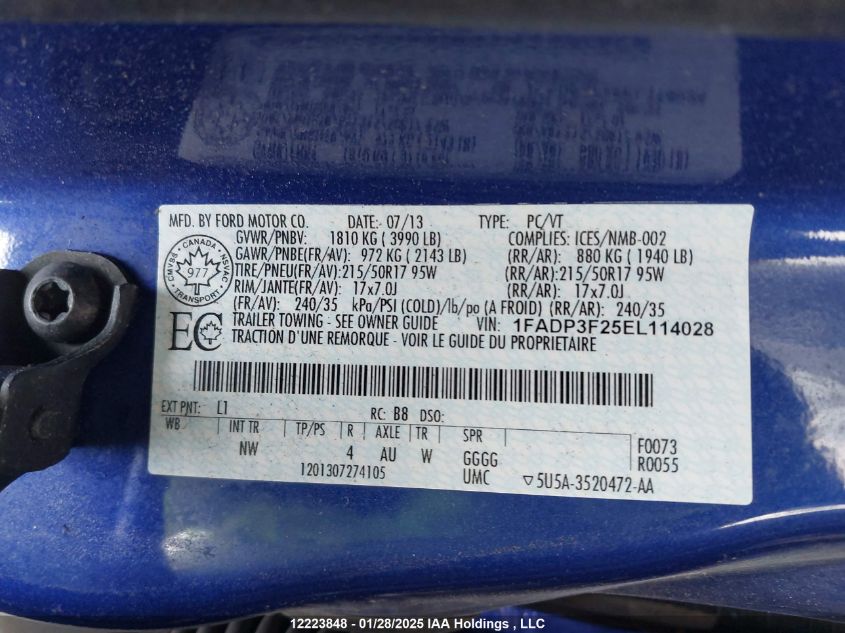 MFD. BY FORD MOTOR CO. DATE: 07/13 TYPE: PC/VT
GVWR/PNBV: 1810 KG ( 3990 LB) COMPLIES: ICES/NMB-002
GAWR/PNBE(FR/AV): 972 KG ( 2143 LB) (RR/AR): 880 KG ( 1940 LB)
TIRE/PNEU(FR/AV): 215/50R17 95W (RR/AR): 215/50R17 95W
RIM/JANTE(FR/AV): 17x7.0J (RR/AR): 17x7.0J
(FR/AV): 240/35 kPa/PSI (COLD)/lb/po (A FROID) (RR/AR): 240/35
TRAILER TOWING - SEE OWNER GUIDE VIN: 1FADP3F25EL114028
TRACTION D'UNE REMORQUE - VOIR LE GUIDE DU PROPRIETAIRE
CANADA
CMVSS 977 NSVAC
TRANSPORT
EC
EXT PNT: L1 RC: B8 DSO:
WB INT TR TP/PS R AXLE TR SPR F0073
NW 4 AU W GGGG R0055
1201307274105 UMC ▽5U5A-3520472-AA
12223848 - 01/28/2025 IAA Holdings , LLC